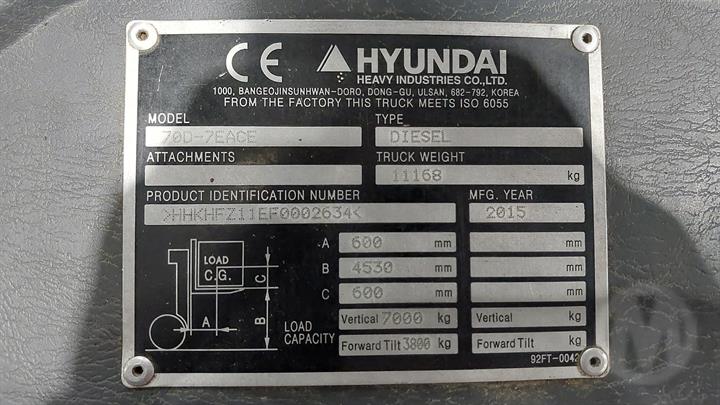 CE HYUNDAI
HEAVY INDUSTRIES CO.,LTD.
1000, BANGEOJINSUNHWAN-DORO, DONG-GU, ULSAN, 682-792, KOREA
FROM THE FACTORY THIS TRUCK MEETS ISO 6055
MODEL TYPE
70D-7EACE DIESEL
ATTACHMENTS TRUCK WEIGHT
11168 kg
PRODUCT IDENTIFICATION NUMBER MFG. YEAR
>HHKHFZ11EF0002634< 2015
A 600 mm mm
LOAD
C.G. C B 4530 mm mm
C 600 mm mm
A B LOAD CAPACITY Vertical 7000 kg Vertical kg
Forward Tilt 3800 kg Forward Tilt kg
92FT-0042
M